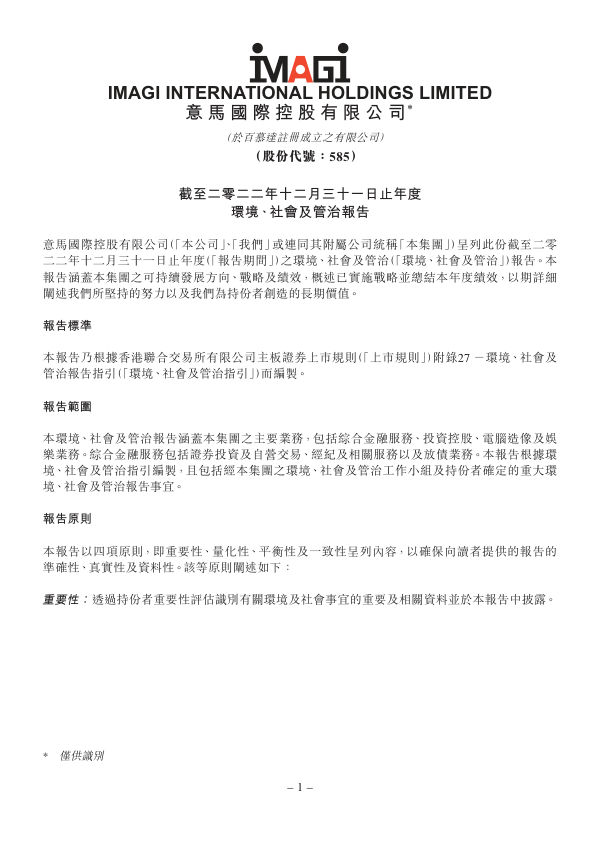 iMAGi
IMAGI INTERNATIONAL HOLDINGS LIMITED
意馬國際控股有限公司*
(於百慕達註冊成立之有限公司)
(股份代號：585)
截至二零二二年十二月三十一日止年度
環境、社會及管治報告
意馬國際控股有限公司(「本公司」、「我們」或連同其附屬公司統稱「本集團」)呈列此份截至二零
二二年十二月三十一日止年度(「報告期間」)之環境、社會及管治(「環境、社會及管治」)報告。本
報告涵蓋本集團之可持續發展方向、戰略及績效，概述已實施戰略並總結本年度績效，以期詳細
闡述我們所堅持的努力以及我們為持份者創造的長期價值。
報告標準
本報告乃根據香港聯合交易所有限公司主板證券上市規則(「上市規則」)附錄27 －環境、社會及
管治報告指引(「環境、社會及管治指引」)而編製。
報告範圍
本環境、社會及管治報告涵蓋本集團之主要業務，包括綜合金融服務、投資控股、電腦造像及娛
樂業務。綜合金融服務包括證券投資及自營交易、經紀及相關服務以及放債業務。本報告根據環
境、社會及管治指引編製，且包括經本集團之環境、社會及管治工作小組及持份者確定的重大環
境、社會及管治報告事宜。
報告原則
本報告以四項原則，即重要性、量化性、平衡性及一致性呈列內容，以確保向讀者提供的報告的
準確性、真實性及資料性。該等原則闡述如下：
重要性：透過持份者重要性評估識別有關環境及社會事宜的重要及相關資料並於本報告中披露。
* 僅供識別
– 1 –